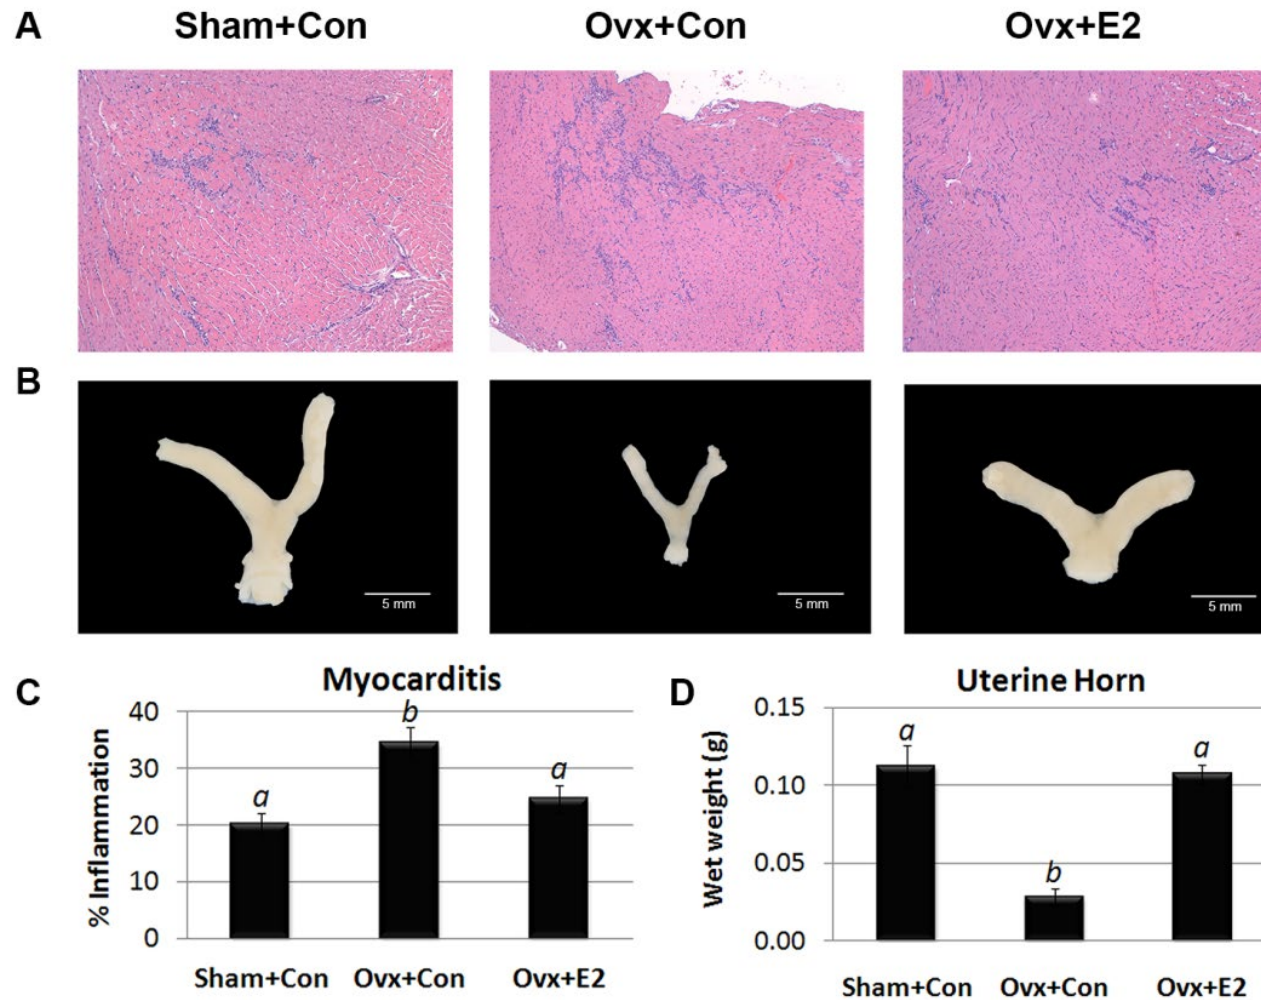 A
Sham+Con
Ovx+Con
Ovx+E2
B
5 mm
5 mm
5 mm
C
Myocarditis
% Inflammation
40
30
20
10
0
a
b
a
Sham+Con
Ovx+Con
Ovx+E2
D
Uterine Horn
Wet weight (g)
0.15
0.10
0.05
0.00
a
b
a
Sham+Con
Ovx+Con
Ovx+E2